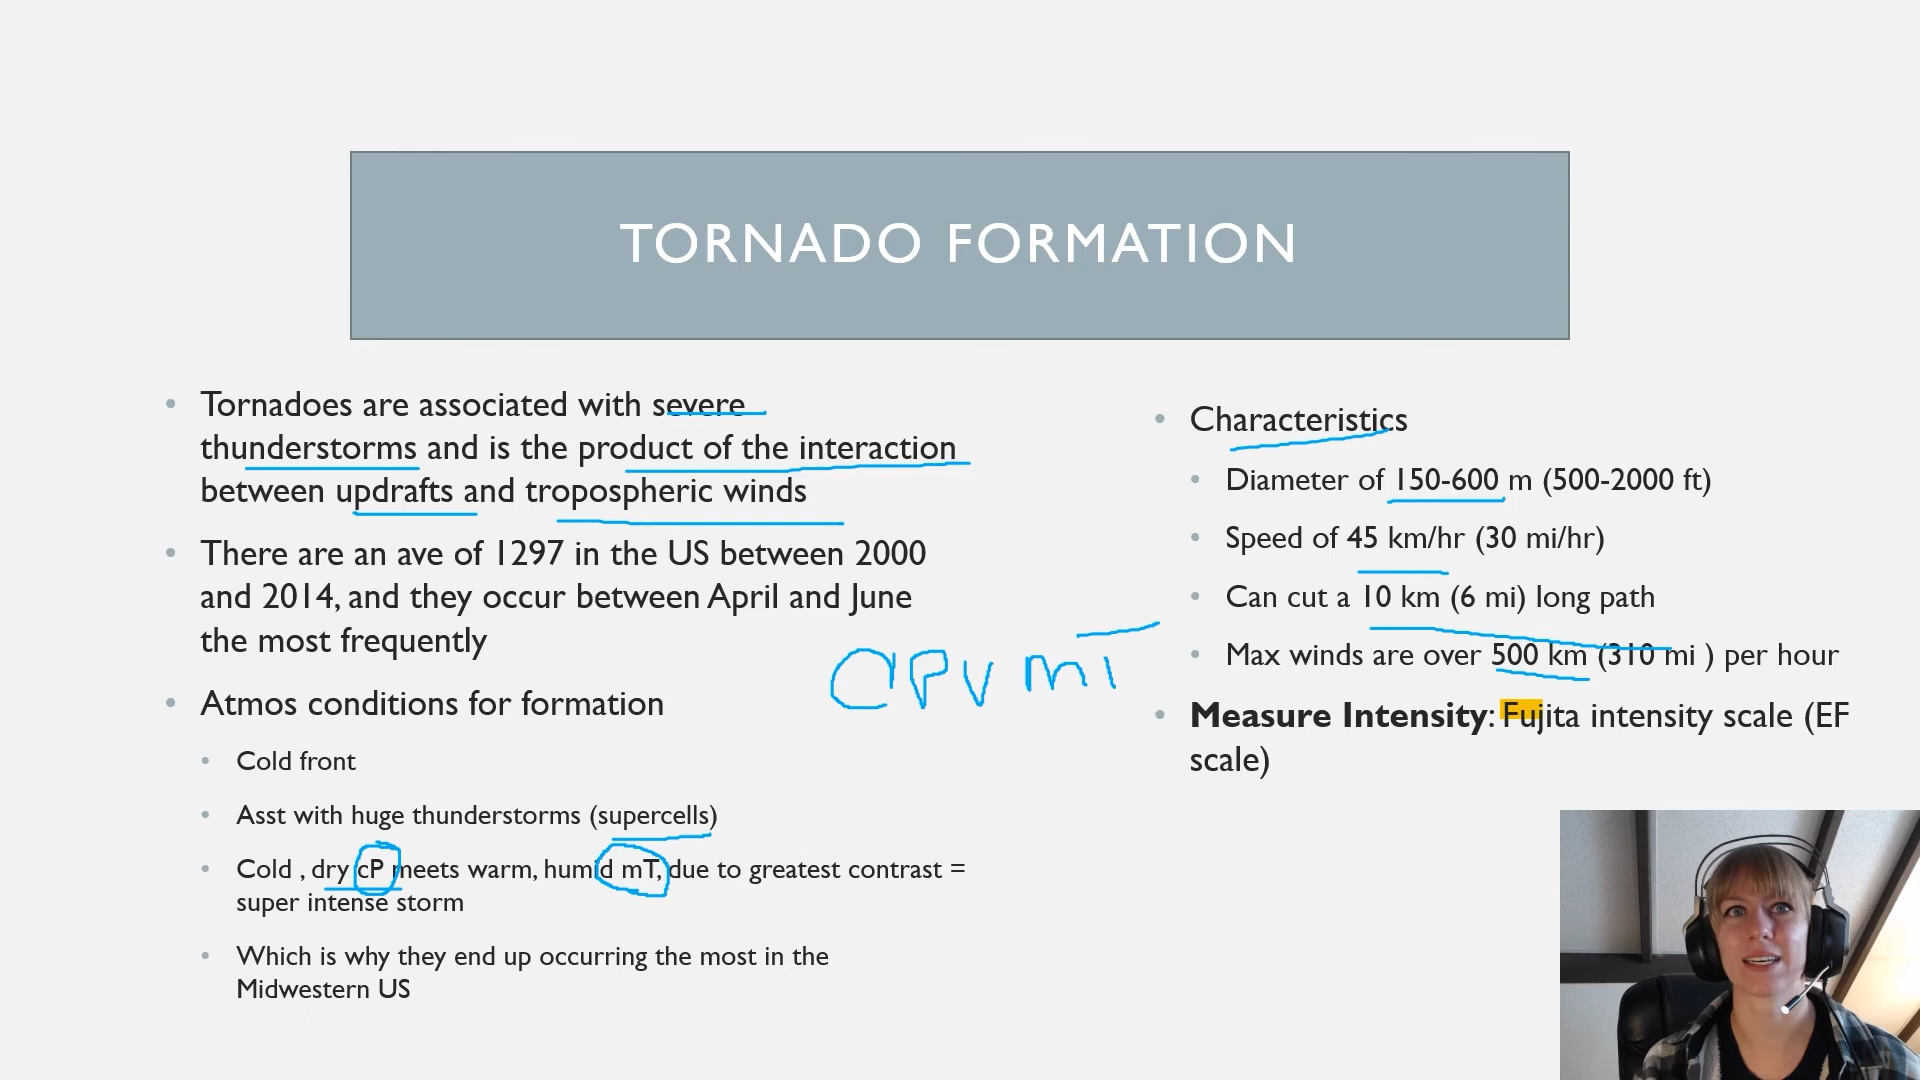 TORNADO FORMATION
Tornadoes are associated with severe
thunderstorms and is the product of the interaction
between updrafts and tropospheric winds
There are an ave of 1297 in the US between 2000
and 2014, and they occur between April and June
the most frequently
Atmos conditions for formation
Cold front
Asst with huge thunderstorms (supercells)
Cold , dry cP meets warm, humid mT, due to greatest contrast =
super intense storm
Which is why they end up occurring the most in the
Midwestern US
CPV
Characteristics
Diameter of 150-600 m (500-2000 ft)
Speed of 45 km/hr (30 mi/hr)
Can cut a 10 km (6 mi) long path
Max winds are over 500 km (310 mi ) per hour
Measure Intensity: Fujita intensity scale (EF
scale)